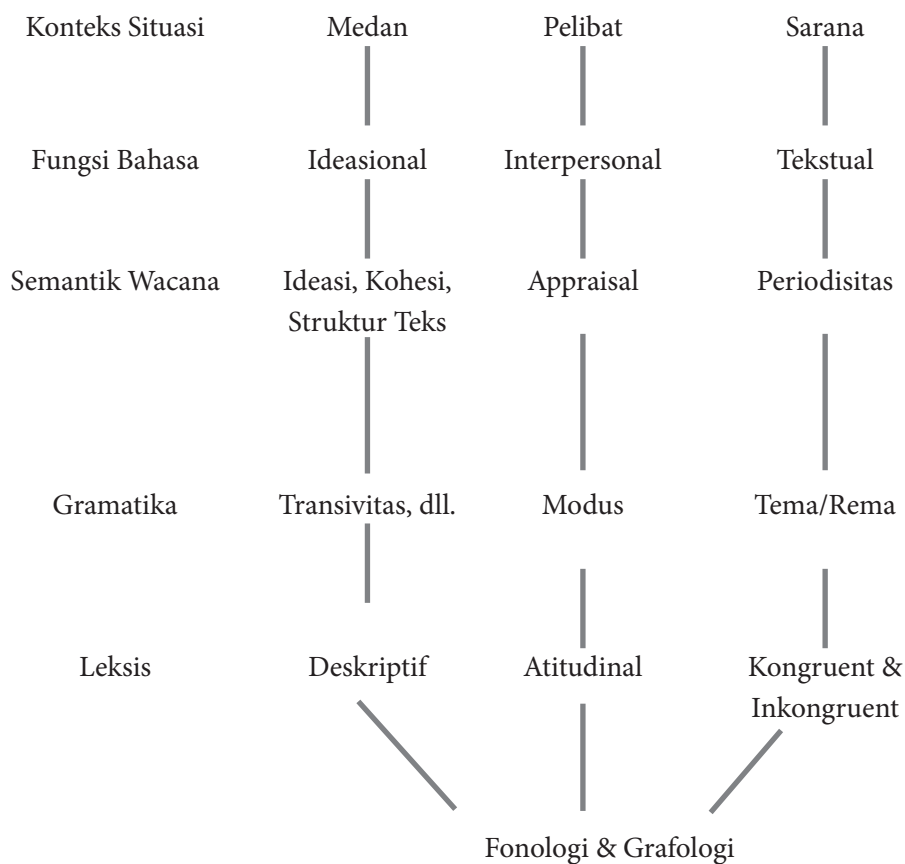 Konteks Situasi Medan Pelibat Sarana
Fungsi Bahasa Ideasional Interpersonal Tekstual
Semantik Wacana Ideasi, Kohesi, Appraisal Periodisitas
Struktur Teks
Gramatika Transivitas, dll. Modus Tema/Rema
Leksis Deskriptif Atitudinal Kongruent &
Inkongruent
Fonologi & Grafologi